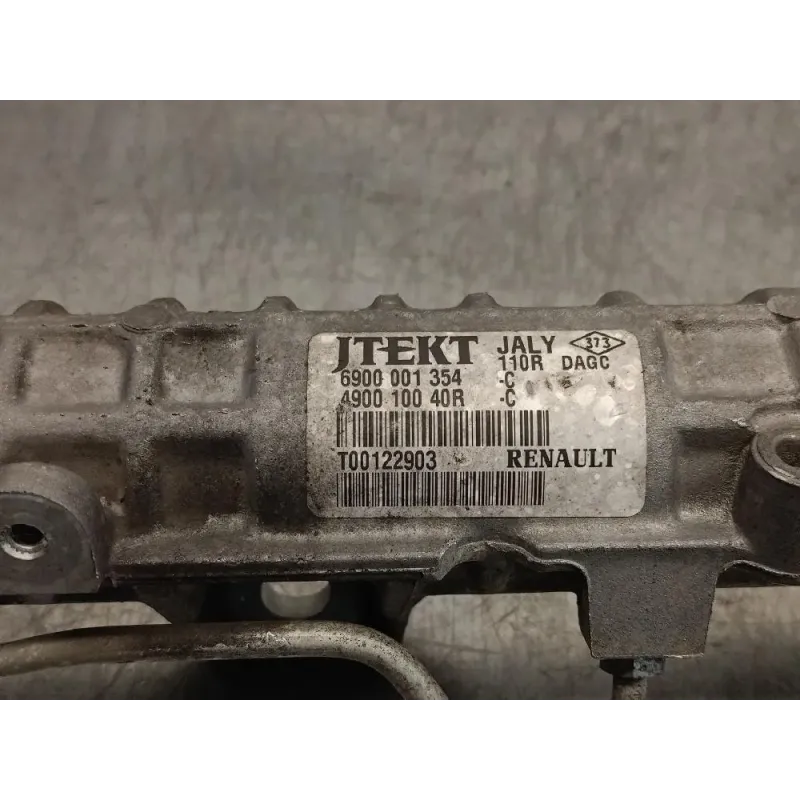 JTEKT JALY 373
110R DAGC
6900 001 354 -C
4900 100 40R -C
T00122903 RENAULT